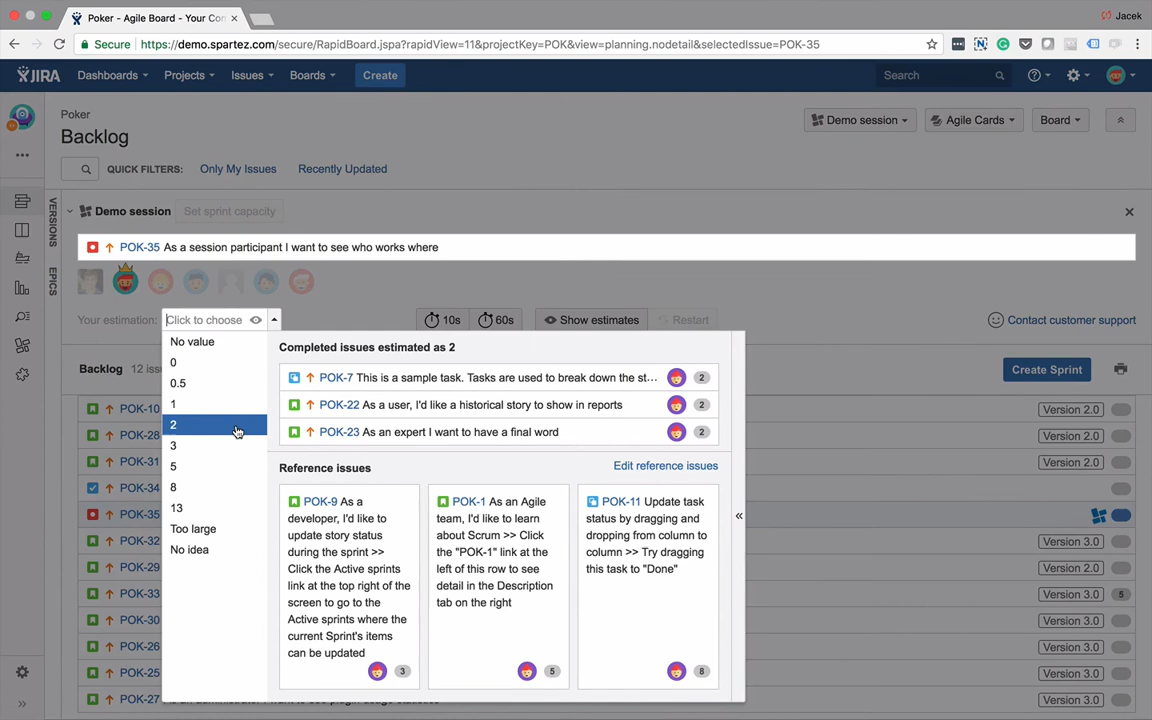 Poker - Agile Board - Your Con
Jacek
Secure https://demo.spartez.com/secure/RapidBoard.jspa?rapidView=11&projectKey=POK&view=planning.nodetail&selectedIssue=POK-35
JIRA Dashboards Projects Issues Boards Create Search
Poker
Backlog
Demo session Agile Cards Board
QUICK FILTERS: Only My Issues Recently Updated
VERSIONS
EPICS
Demo session Set sprint capacity
POK-35 As a session participant I want to see who works where
Your estimation: Click to choose 10s 60s Show estimates Restart Contact customer support
No value
0
0.5
1
2
3
5
8
13
Too large
No idea
Completed issues estimated as 2
POK-7 This is a sample task. Tasks are used to break down the st... 2
POK-22 As a user, I'd like a historical story to show in reports 2
POK-23 As an expert I want to have a final word 2
Reference issues Edit reference issues
POK-9 As a
developer, I'd like to
update story status
during the sprint >>
Click the Active sprints
link at the top right of the
screen to go to the
Active sprints where the
current Sprint's items
can be updated
3
POK-1 As an Agile
team, I'd like to learn
about Scrum >> Click
the "POK-1" link at the
left of this row to see
detail in the Description
tab on the right
5
POK-11 Update task
status by dragging and
dropping from column to
column >> Try dragging
this task to "Done"
8
«
Backlog 12 iss Create Sprint
POK-10 Version 2.0
POK-28 Version 2.0
POK-31 Version 2.0
POK-34
POK-35
POK-32 Version 3.0
POK-29 Version 2.0
POK-33 Version 3.0 5
POK-30 Version 3.0
POK-26 Version 3.0
POK-25 Version 3.0
POK-27 Version 3.0